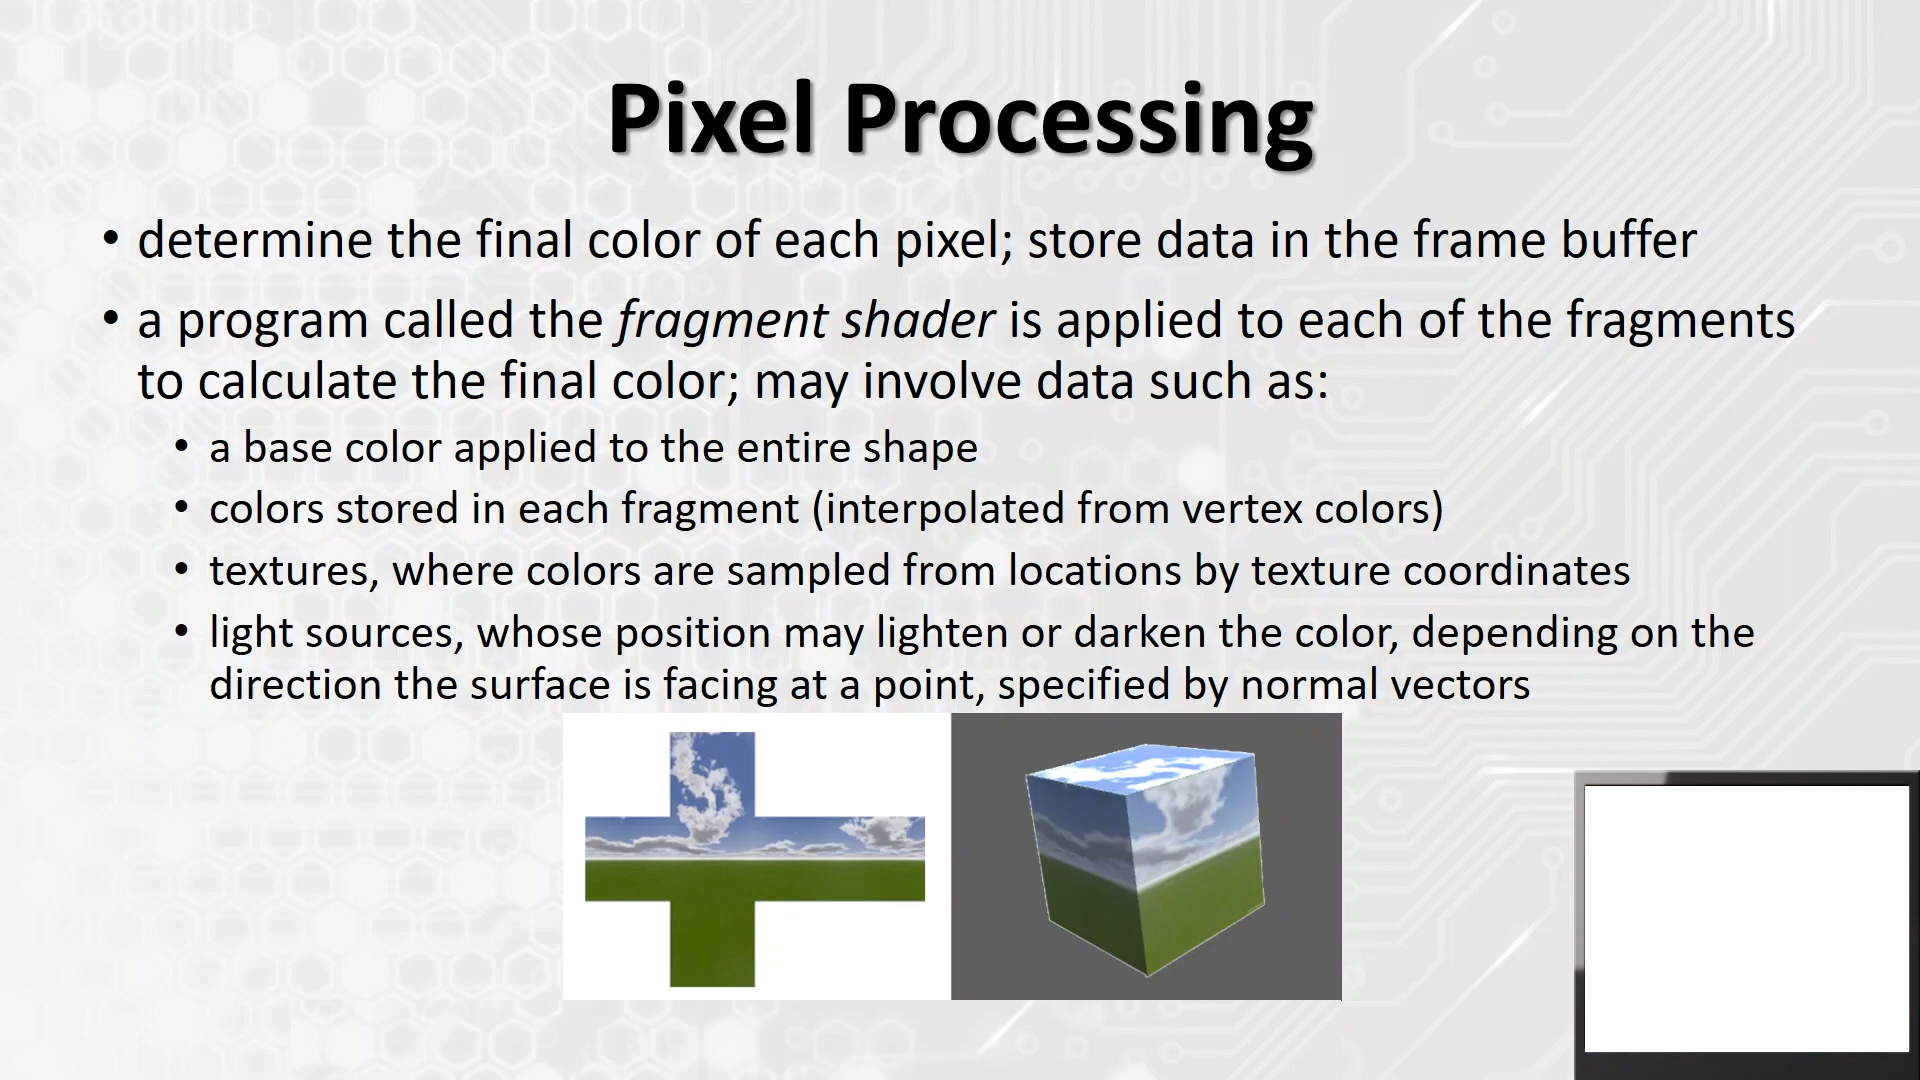 Pixel Processing
• determine the final color of each pixel; store data in the frame buffer
• a program called the fragment shader is applied to each of the fragments
to calculate the final color; may involve data such as:
• a base color applied to the entire shape
• colors stored in each fragment (interpolated from vertex colors)
• textures, where colors are sampled from locations by texture coordinates
• light sources, whose position may lighten or darken the color, depending on the
direction the surface is facing at a point, specified by normal vectors